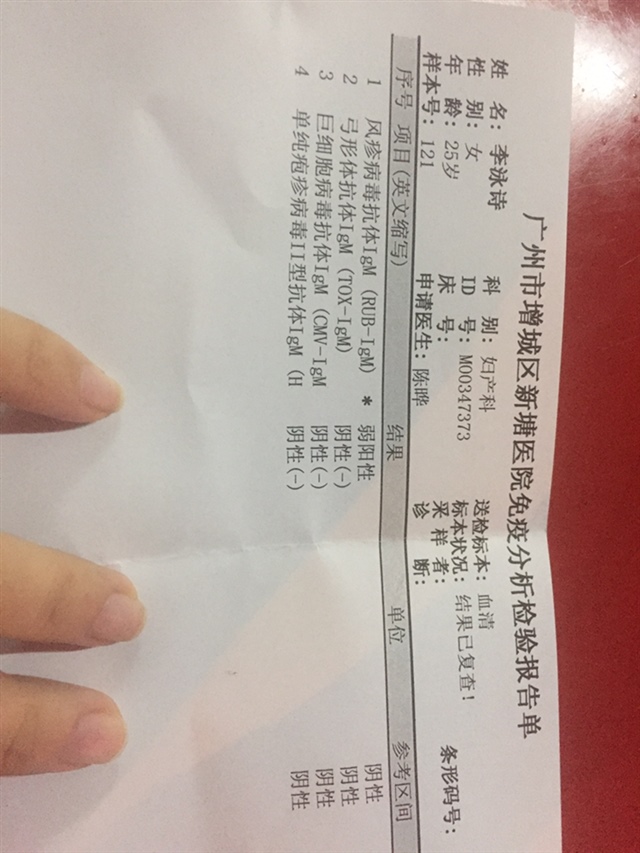 广州市增城区新塘医院免疫分析检验报告单
姓 名: 李泳诗 科 别: 妇产科 送检标本: 血清 条形码号:
性 别: 女 ID 号: M00347373 标本状况: 结果已复查!
年 龄: 25岁 床 号: 采 样 者:
样本号: 121 申请医生: 陈晔 诊 断:
序号 项目(英文缩写) 结果 单位 参考区间
1 风疹病毒抗体IgM (RUB-IgM) * 弱阳性 阴性
2 弓形体抗体IgM (TOX-IgM) 阴性(-) 阴性
3 巨细胞病毒抗体IgM (CMV-IgM 阴性(-) 阴性
4 单纯疱疹病毒II型抗体IgM (H 阴性(-) 阴性